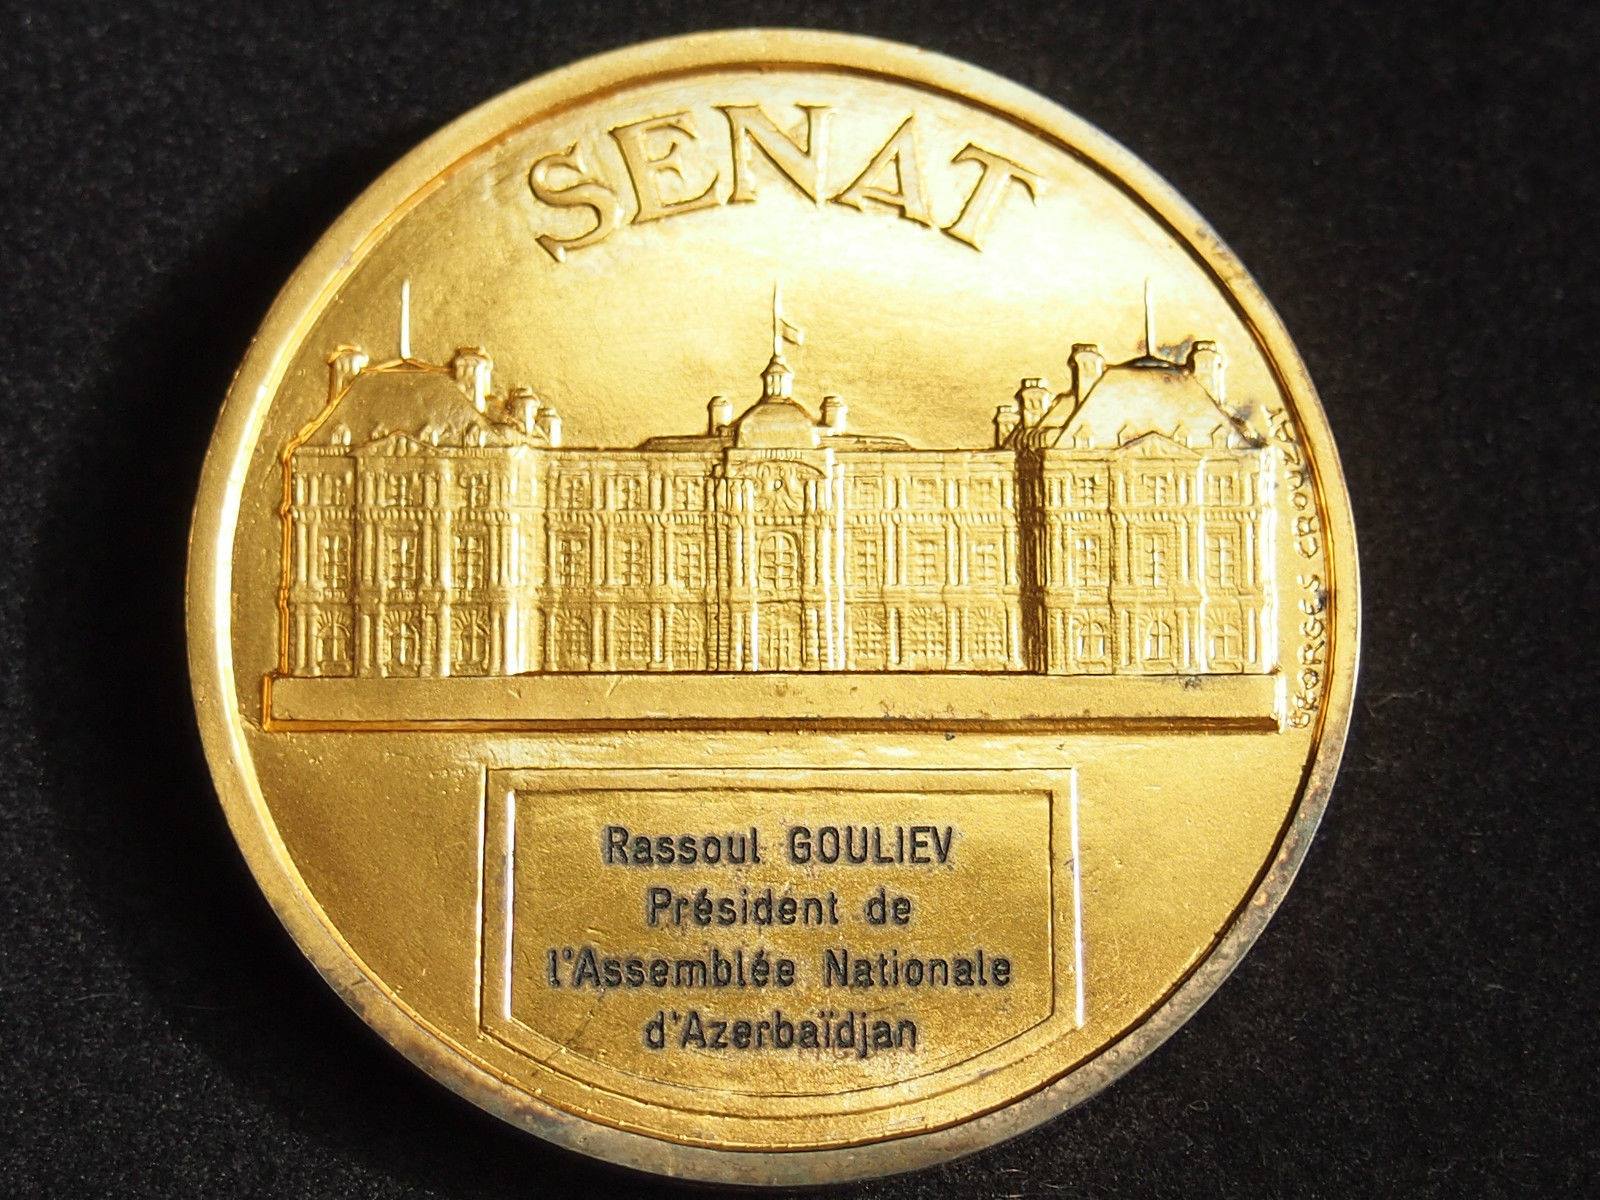 SENAT
GEORGES CROUZAT
Rassoul GOULIEV
Président de
l'Assemblée Nationale
d'Azerbaïdjan